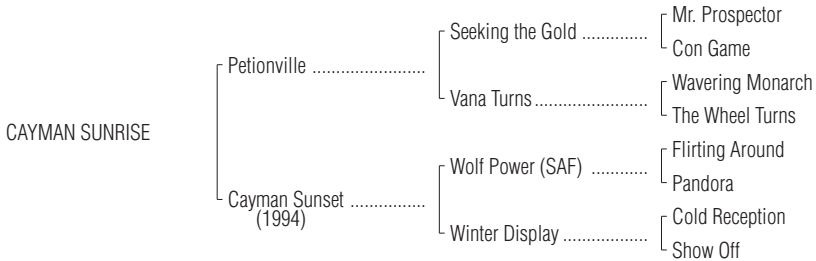 Mr. Prospector
Seeking the Gold ..............
Con Game
Petionville .......................
Wavering Monarch
Vana Turns.......................
The Wheel Turns
CAYMAN SUNRISE
Flirting Around
Wolf Power (SAF) ............
Pandora
Cayman Sunset ................
(1994)
Cold Reception
Winter Display..................
Show Off